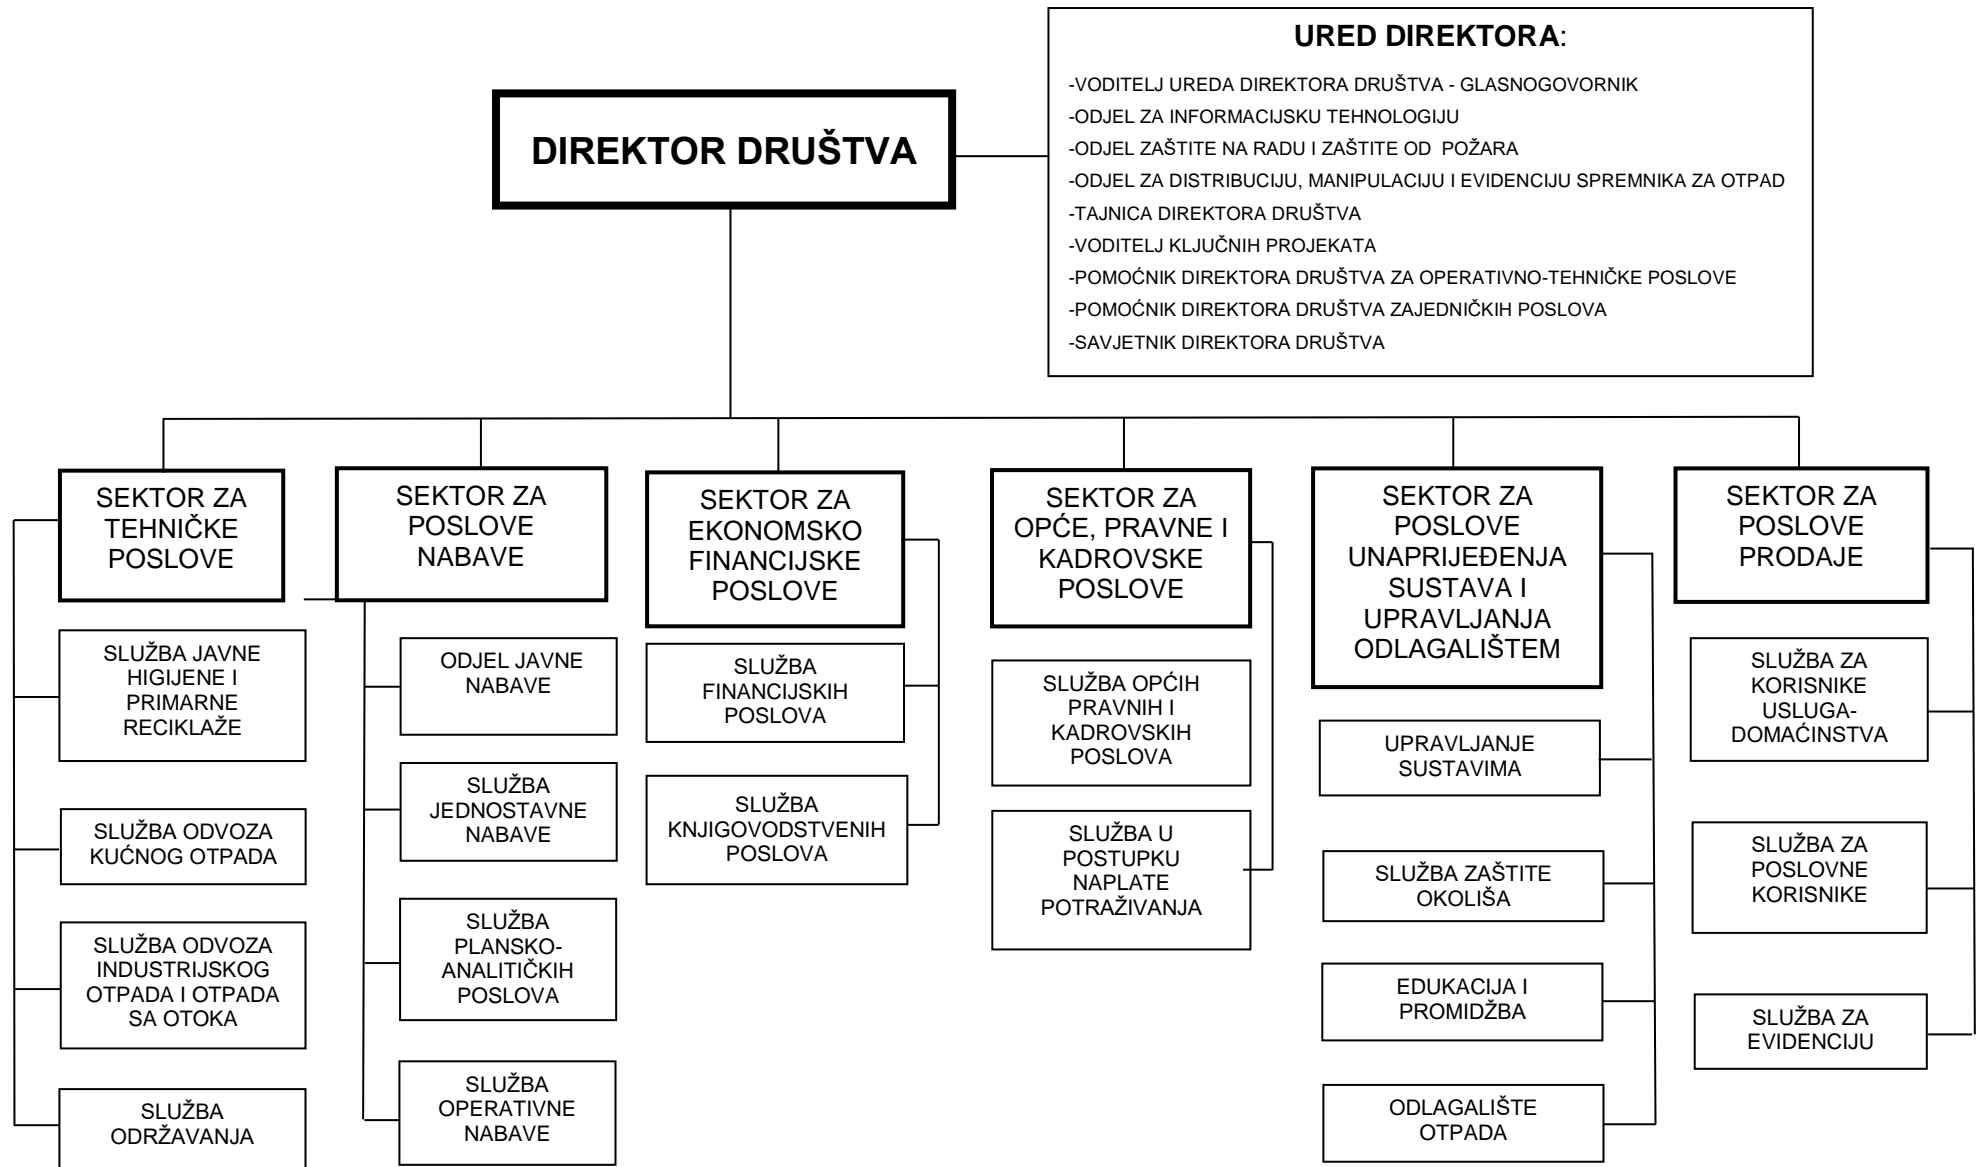 URED DIREKTORA:
-VODITELJ UREDA DIREKTORA DRUŠTVA - GLASNOGOVORNIK
-ODJEL ZA INFORMACIJSKU TEHNOLOGIJU
-ODJEL ZAŠTITE NA RADU I ZAŠTITE OD POŽARA
-ODJEL ZA DISTRIBUCIJU, MANIPULACIJU I EVIDENCIJU SPREMNIKA ZA OTPAD
-TAJNICA DIREKTORA DRUŠTVA
-VODITELJ KLJUČNIH PROJEKATA
-POMOĆNIK DIREKTORA DRUŠTVA ZA OPERATIVNO-TEHNIČKE POSLOVE
-POMOĆNIK DIREKTORA DRUŠTVA ZAJEDNIČKIH POSLOVA
-SAVJETNIK DIREKTORA DRUŠTVA
DIREKTOR DRUŠTVA
SEKTOR ZA
TEHNIČKE
POSLOVE
SLUŽBA JAVNE
HIGIJENE I
PRIMARNE
RECIKLAŽE
SLUŽBA ODVOZA
KUĆNOG OTPADA
SLUŽBA ODVOZA
INDUSTRIJSKOG
OTPADA I OTPADA
SA OTOKA
SLUŽBA
ODRŽAVANJA
SEKTOR ZA
POSLOVE
NABAVE
ODJEL JAVNE
NABAVE
SLUŽBA
JEDNOSTAVNE
NABAVE
SLUŽBA
PLANSKO-
ANALITIČKIH
POSLOVA
SLUŽBA
OPERATIVNE
NABAVE
SEKTOR ZA
EKONOMSKO
FINANCIJSKE
POSLOVE
SLUŽBA
FINANCIJSKIH
POSLOVA
SLUŽBA
KNJIGOVODSTVENIH
POSLOVA
SEKTOR ZA
OPĆE, PRAVNE I
KADROVSKE
POSLOVE
SLUŽBA OPĆIH
PRAVNIH I
KADROVSKIH
POSLOVA
SLUŽBA U
POSTUPKU
NAPLATE
POTRAŽIVANJA
SEKTOR ZA
POSLOVE
UNAPRIJEĐENJA
SUSTAVA I
UPRAVLJANJA
ODLAGALIŠTEM
UPRAVLJANJE
SUSTAVIMA
SLUŽBA ZAŠTITE
OKOLIŠA
EDUKACIJA I
PROMIDŽBA
ODLAGALIŠTE
OTPADA
SEKTOR ZA
POSLOVE
PRODAJE
SLUŽBA ZA
KORISNIKE
USLUGA-
DOMAĆINSTVA
SLUŽBA ZA
POSLOVNE
KORISNIKE
SLUŽBA ZA
EVIDENCIJU